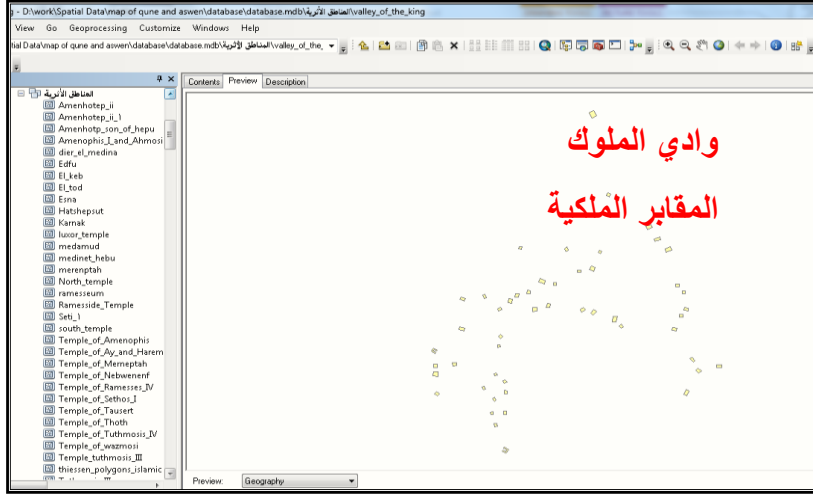 - D:\work\Spatial Data\map of qune and aswen\database\database.mdb\المناطق الأثرية\valley_of_the_king
View Go Geoprocessing Customize Windows Help
tial Data\map of qune and aswen\database\database.mdb\المناطق الأثرية\valley_of_the_
Contents Preview Description
المناطق الأثرية
Amenhotep_ii
Amenhotep_ii_1
Amenhotp_son_of_hepu
Amenophis_I_and_Ahmosi
dier_el_medina
Edfu
El_keb
El_tod
Esna
Hatshepsut
Karnak
luxor_temple
medamud
medinet_hebu
merenptah
North_temple
ramesseum
Ramesside_Temple
Seti_1
south_temple
Temple_of_Amenophis
Temple_of_Ay_and_Harem
Temple_of_Merneptah
Temple_of_Nebwenenf
Temple_of_Ramesses_IV
Temple_of_Sethos_I
Temple_of_Tausert
Temple_of_Thoth
Temple_of_Tuthmosis_IV
Temple_of_wazmosi
Temple_tuthmosis_III
thiessen_polygons_islamic
وادي الملوك
المقابر الملكية
Preview: Geography